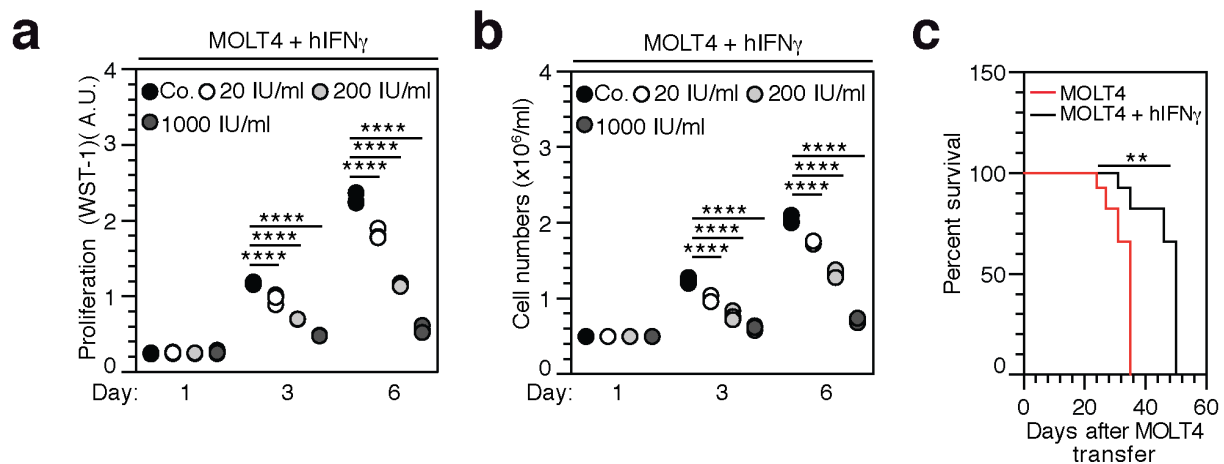 a
MOLT4 + hIFNγ
Proliferation (WST-1)( A.U.)
4
3
2
1
0
Co. 20 IU/ml 200 IU/ml
1000 IU/ml
****
****
****
****
****
****
Day: 1 3 6
b
MOLT4 + hIFNγ
Cell numbers (x10⁶/ml)
4
3
2
1
0
Co. 20 IU/ml 200 IU/ml
1000 IU/ml
****
****
****
****
****
****
Day: 1 3 6
c
Percent survival
150
100
50
0
MOLT4
MOLT4 + hIFNγ
**
0 20 40 60
Days after MOLT4
transfer